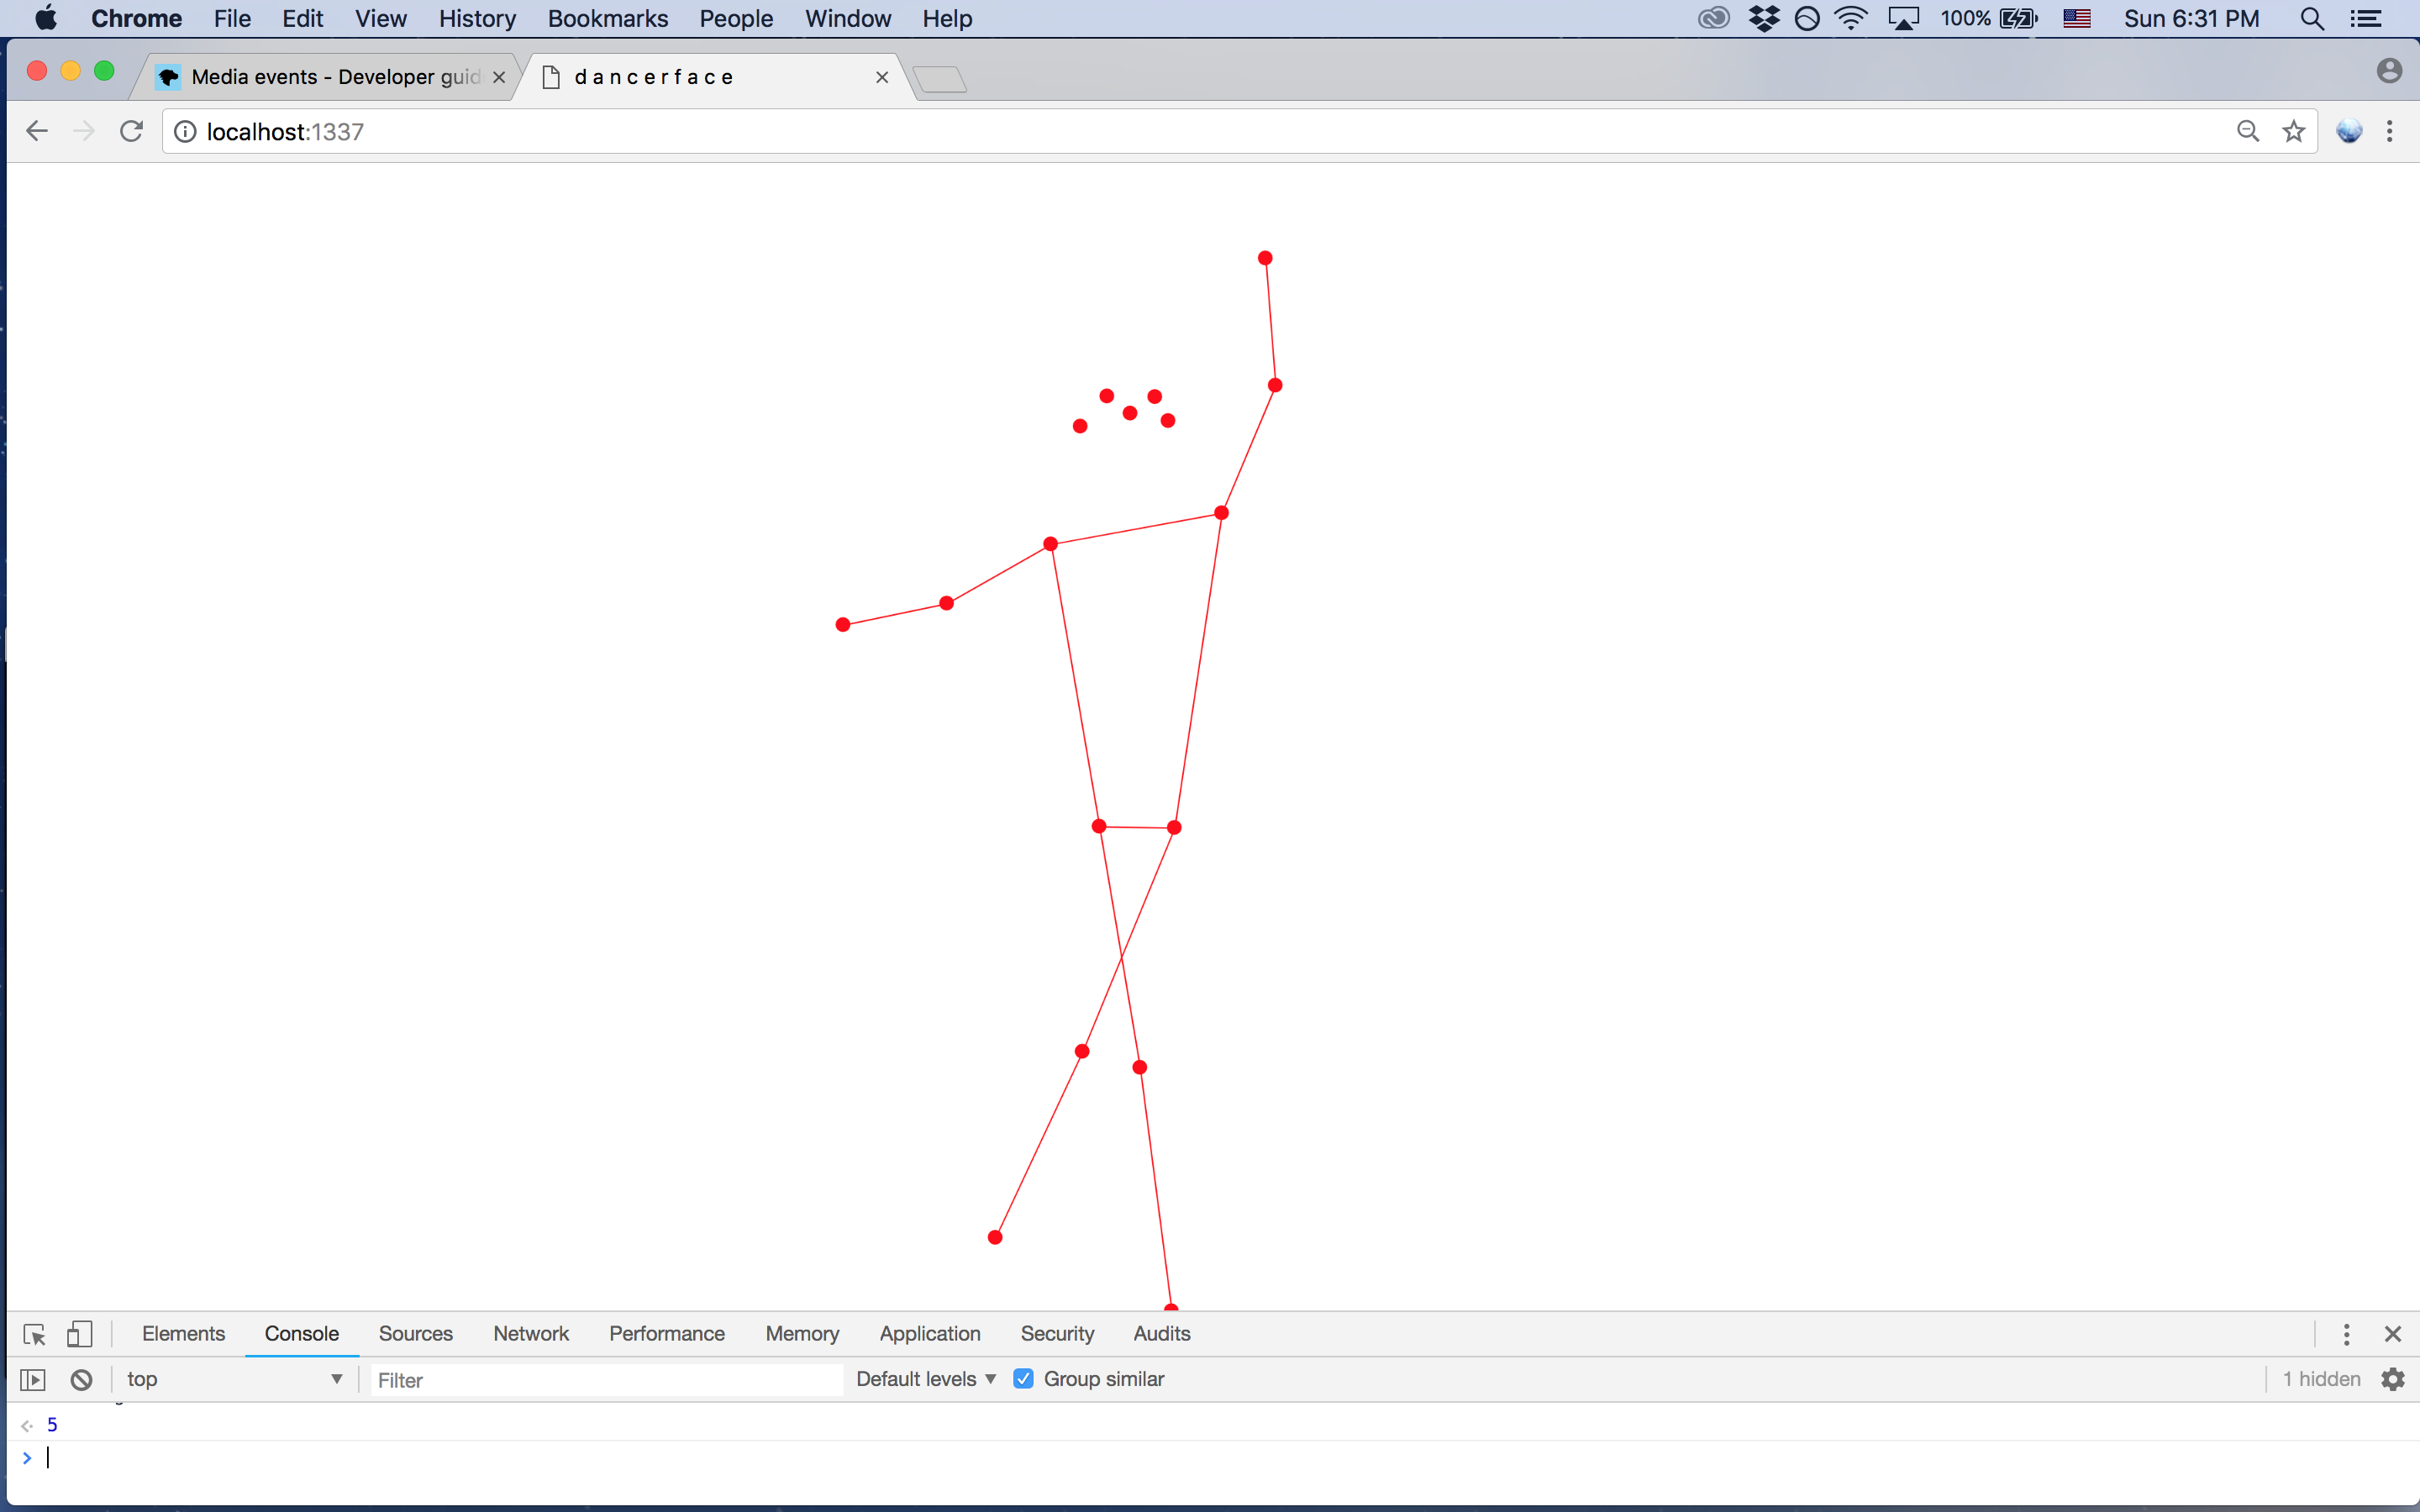 Chrome File Edit View History Bookmarks People Window Help 100% Sun 6:31 PM
Media events - Developer guid d a n c e r f a c e
localhost:1337
Elements Console Sources Network Performance Memory Application Security Audits
top Filter Default levels Group similar 1 hidden
5